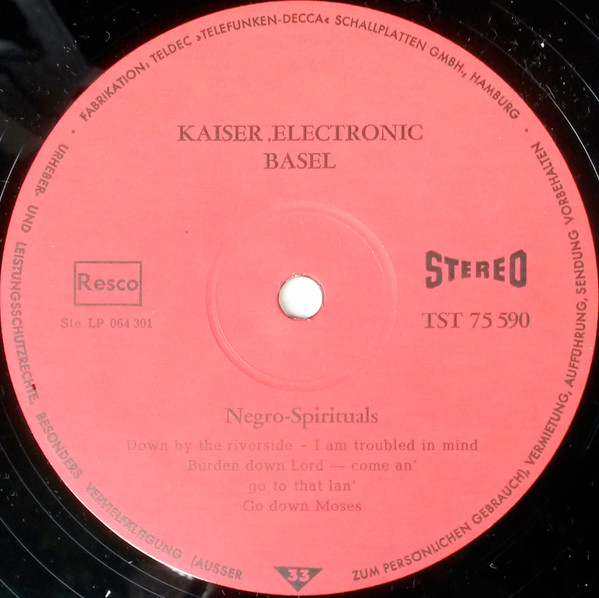 FABRIKATION: TELDEC »TELEFUNKEN-DECCA« SCHALLPLATTEN GMBH., HAMBURG ·
URHEBER- UND LEISTUNGSSCHUTZRECHTE, BESONDERS VERVIELFÄLTIGUNG (AUSSER
ZUM PERSÖNLICHEN GEBRAUCH), VERMIETUNG, AUFFÜHRUNG, SENDUNG VORBEHALTEN ·
KAISER ,ELECTRONIC
BASEL
Resco
Ste LP 064 301
STEREO
TST 75 590
Negro-Spirituals
Down by the riverside - I am troubled in mind
Burden down Lord — come an'
go to that lan'
Go down Moses
33